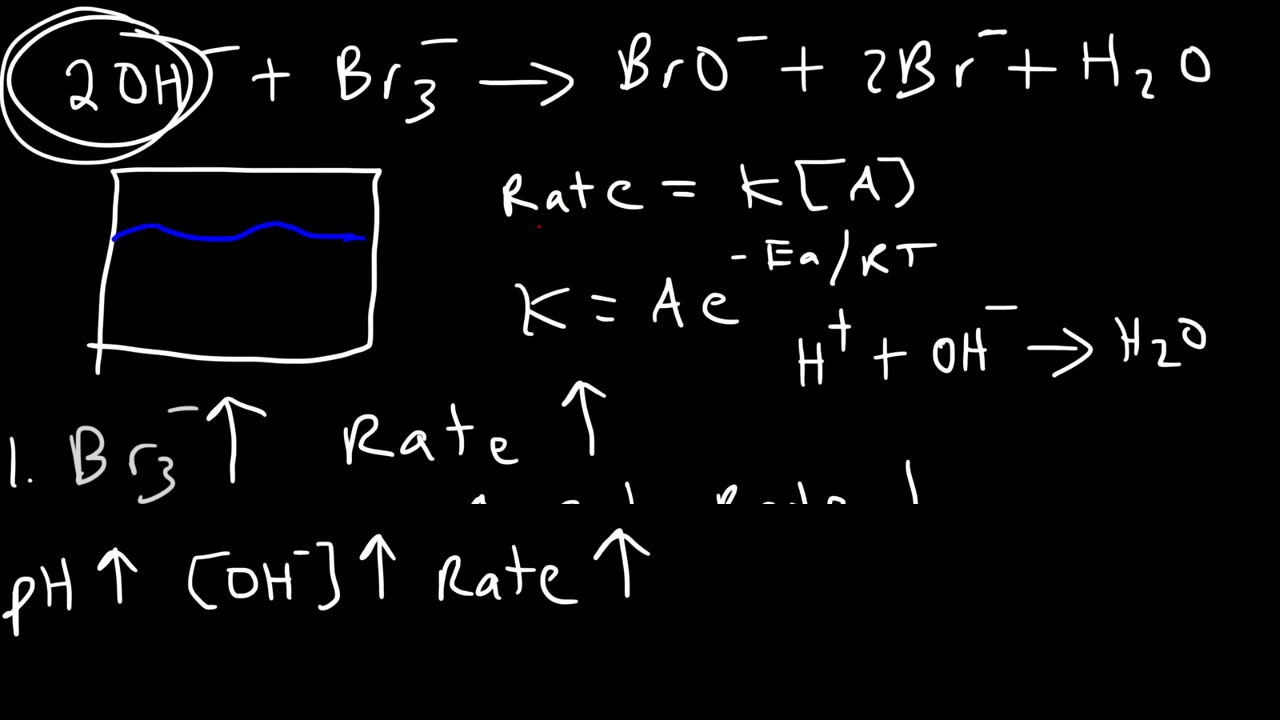 2OH⁻ + Br₃⁻ → BrO⁻ + 2Br⁻ + H₂O
Rate = K[A]
K = Ae^-Ea/RT
H⁺ + OH⁻ → H₂O
1. Br₃⁻ ↑ Rate ↑
pH ↑ [OH⁻] ↑ Rate ↑